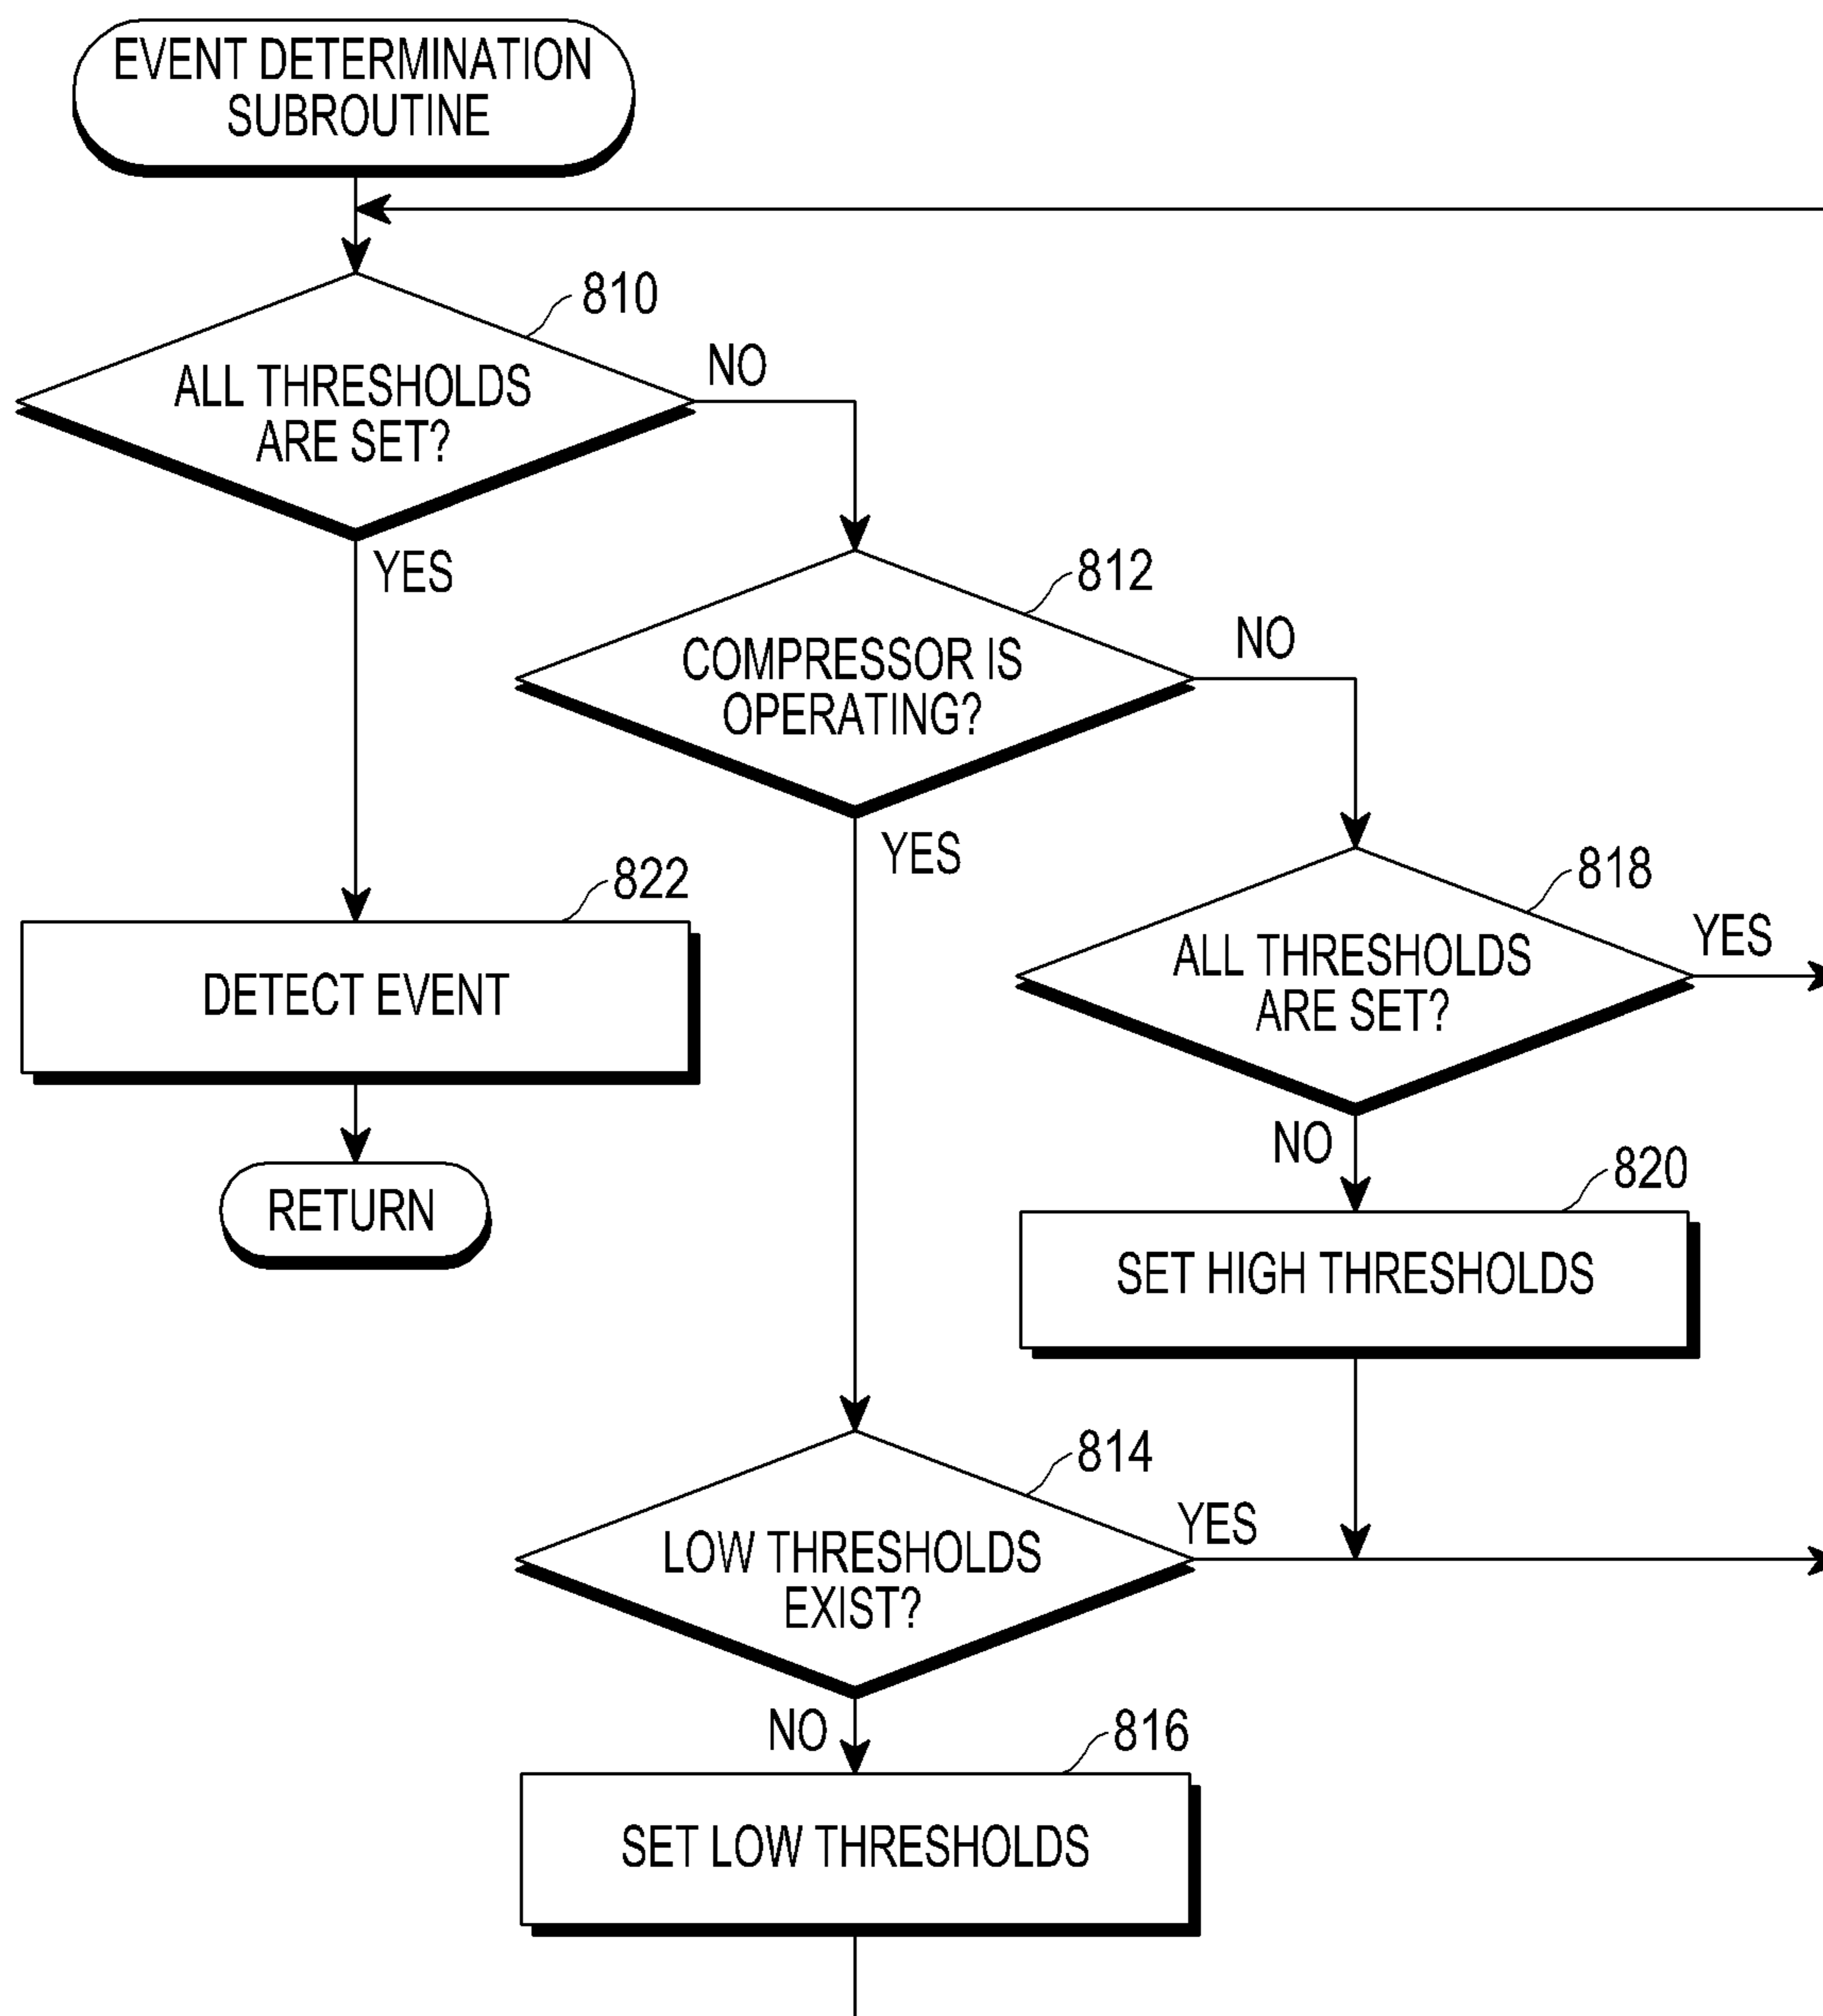 EVENT DETERMINATION
SUBROUTINE
810
ALL THRESHOLDS
ARE SET?
NO
YES
812
COMPRESSOR IS
OPERATING?
NO
YES
822
DETECT EVENT
RETURN
818
ALL THRESHOLDS
ARE SET?
YES
NO
820
SET HIGH THRESHOLDS
814
LOW THRESHOLDS
EXIST?
YES
NO
816
SET LOW THRESHOLDS